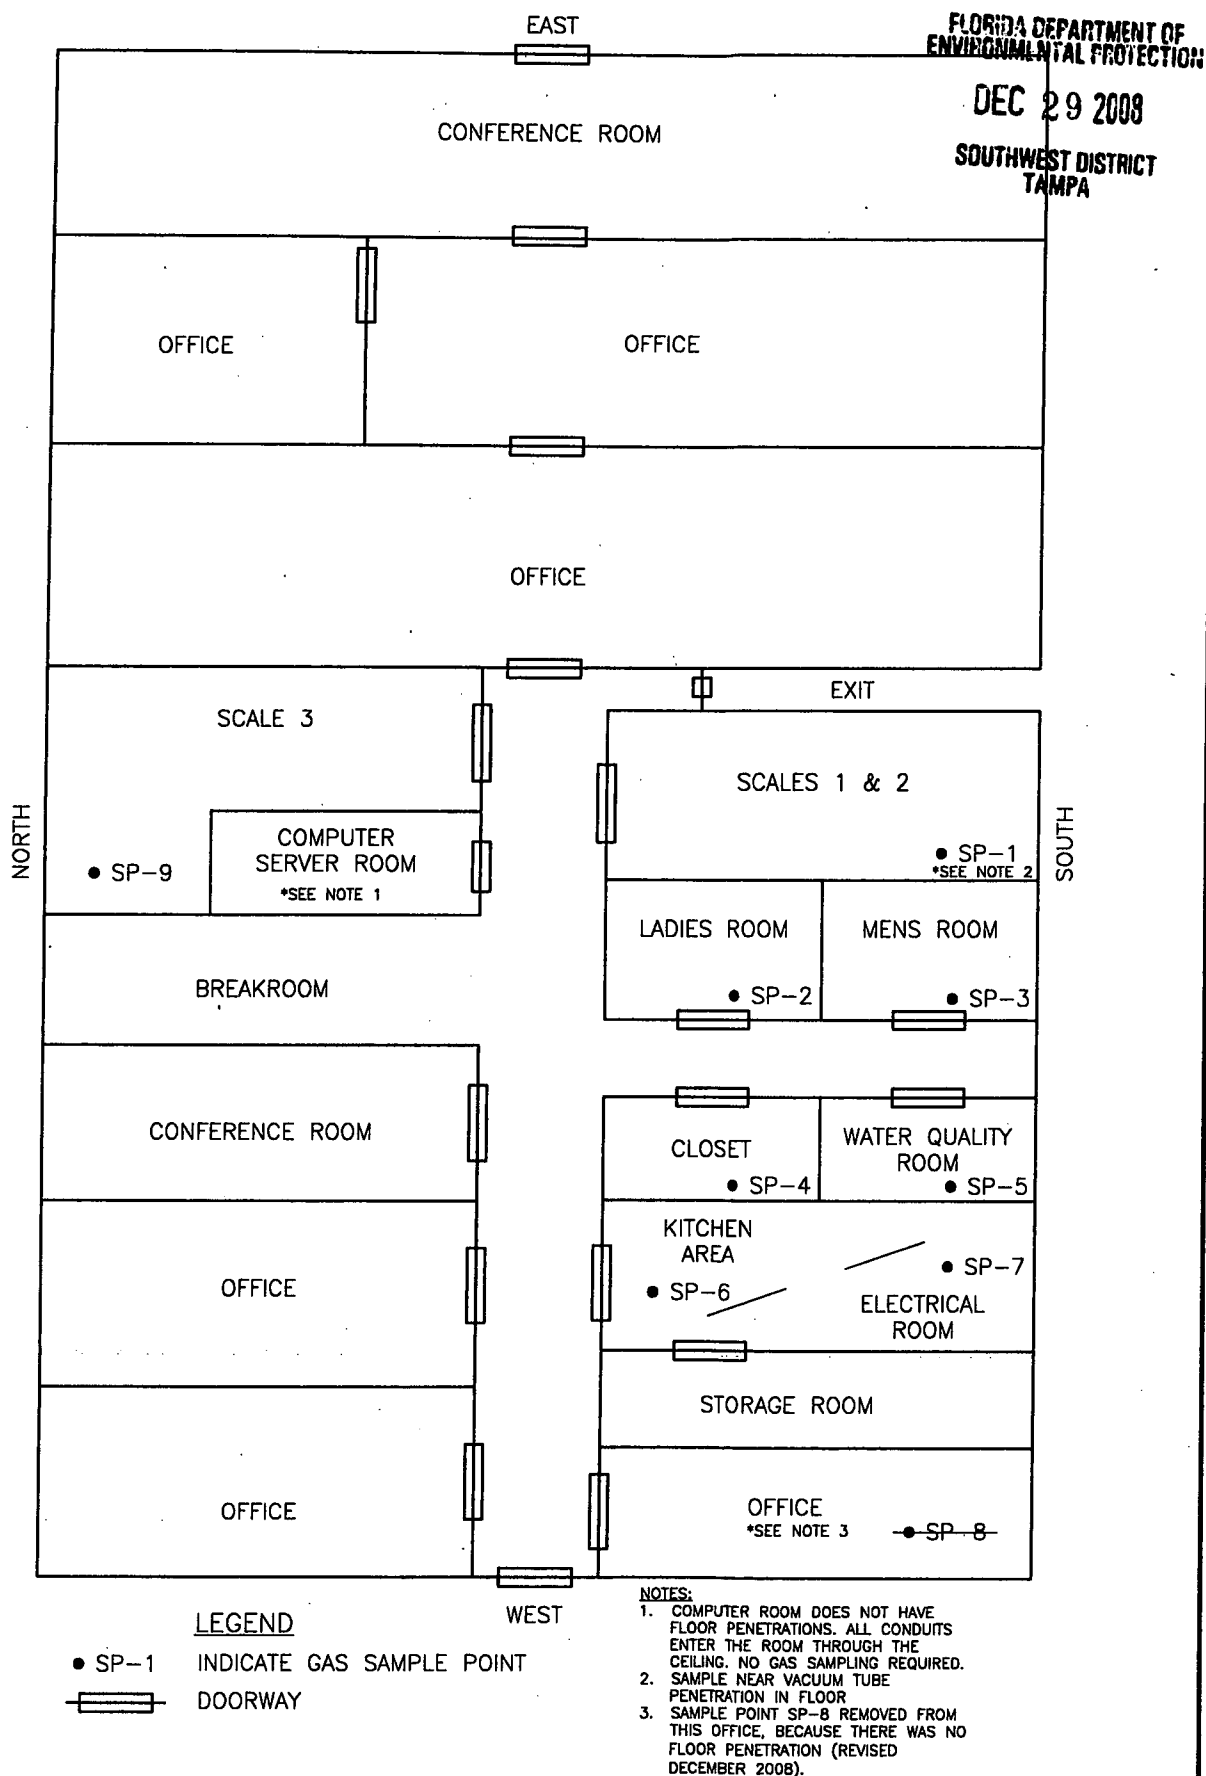 EAST
FLORIDA DEPARTMENT OF
ENVIRONMENTAL PROTECTION
DEC 29 2008
SOUTHWEST DISTRICT
TAMPA
CONFERENCE ROOM
OFFICE
OFFICE
OFFICE
EXIT
SCALE 3
SCALES 1 & 2
NORTH
SOUTH
COMPUTER
SERVER ROOM
*SEE NOTE 1
SP-9
SP-1
*SEE NOTE 2
LADIES ROOM
MENS ROOM
SP-2
SP-3
BREAKROOM
CONFERENCE ROOM
CLOSET
SP-4
WATER QUALITY
ROOM
SP-5
KITCHEN
AREA
SP-6
SP-7
ELECTRICAL
ROOM
OFFICE
STORAGE ROOM
OFFICE
OFFICE
*SEE NOTE 3
SP-8
WEST
LEGEND
SP-1 INDICATE GAS SAMPLE POINT
DOORWAY
NOTES:
1. COMPUTER ROOM DOES NOT HAVE
FLOOR PENETRATIONS. ALL CONDUITS
ENTER THE ROOM THROUGH THE
CEILING. NO GAS SAMPLING REQUIRED.
2. SAMPLE NEAR VACUUM TUBE
PENETRATION IN FLOOR
3. SAMPLE POINT SP-8 REMOVED FROM
THIS OFFICE, BECAUSE THERE WAS NO
FLOOR PENETRATION (REVISED
DECEMBER 2008).